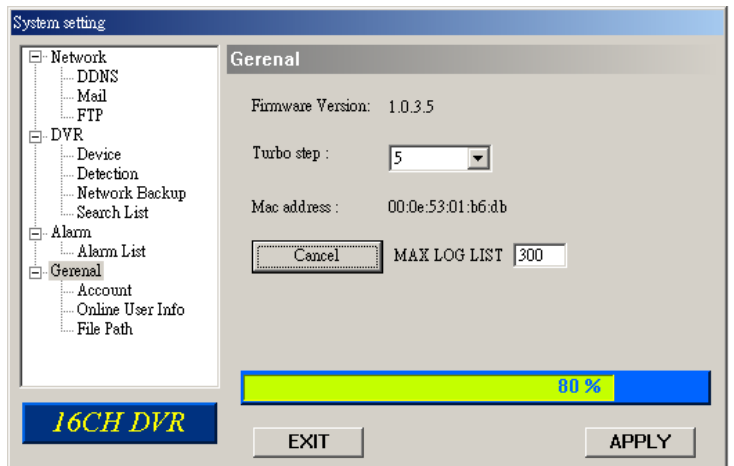 System setting
Network
DDNS
Mail
FTP
DVR
Device
Detection
Network Backup
Search List
Alarm
Alarm List
Gerenal
Account
Online User Info
File Path
16CH DVR
Gerenal
Firmware Version: 1.0.3.5
Turbo step : 5
Mac address : 00:0e:53:01:b6:db
Cancel MAX LOG LIST 300
80 %
EXIT APPLY